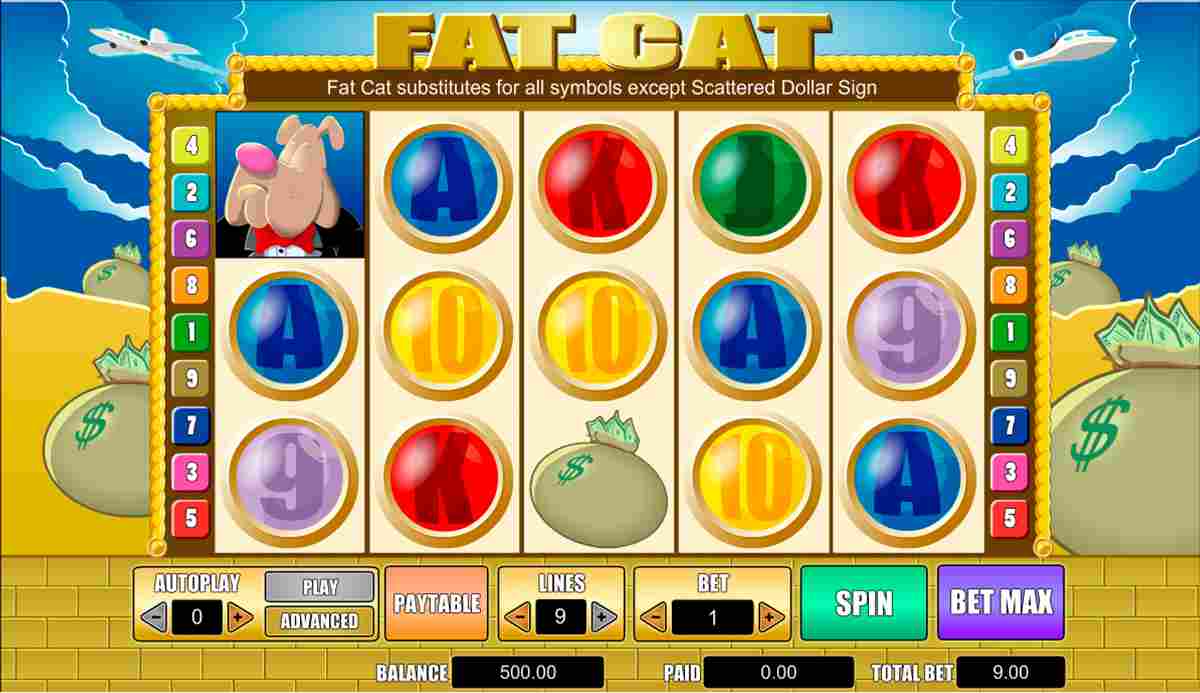 FAT CAT
Fat Cat substitutes for all symbols except Scattered Dollar Sign
4 A K J K 4
2 2
6 6
8 A 10 10 A 9 8
1 1
9 9
7 $ 7
3 9 K $ 10 A 3
5 5
$ $
$ $
AUTOPLAY PLAY LINES BET
0 ADVANCED PAYTABLE 9 1 SPIN BET MAX
BALANCE 500.00 PAID 0.00 TOTAL BET 9.00